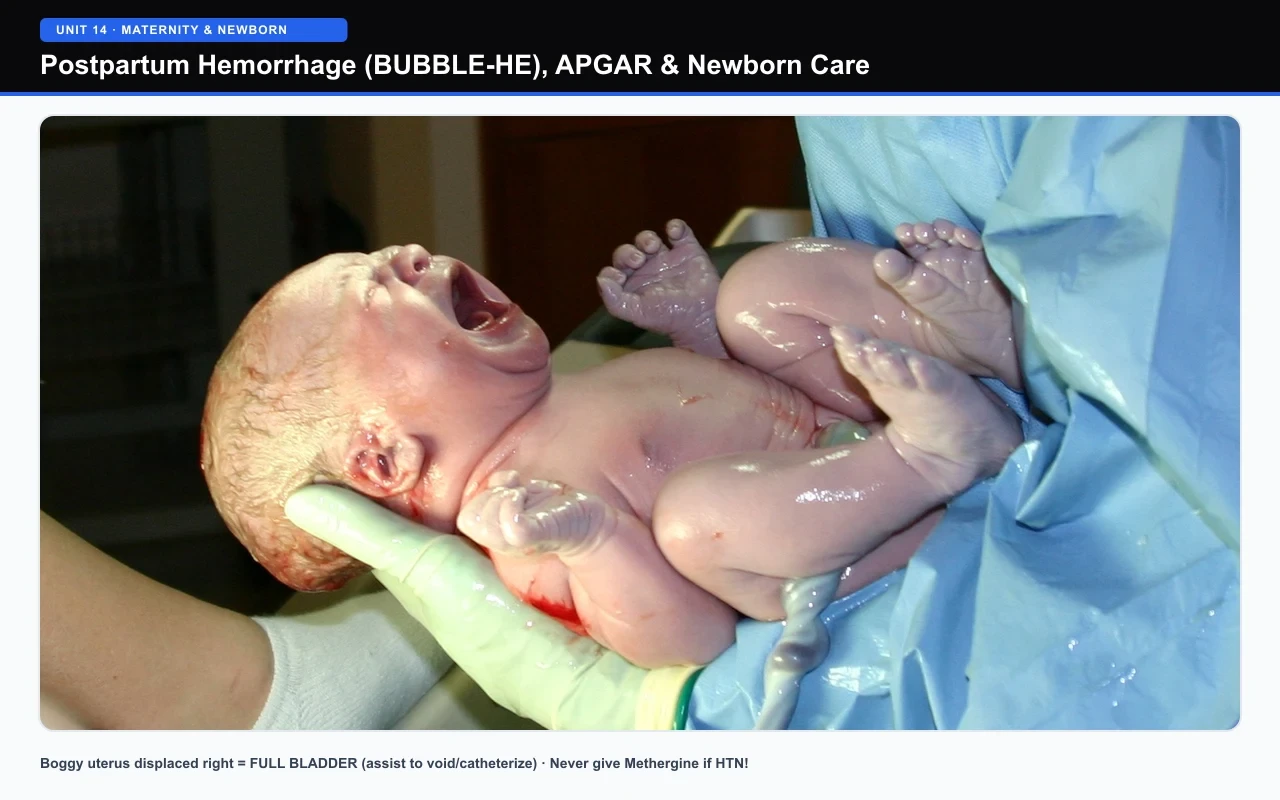 UNIT 14 · MATERNITY & NEWBORN
Postpartum Hemorrhage (BUBBLE-HE), APGAR & Newborn Care
Boggy uterus displaced right = FULL BLADDER (assist to void/catheterize) · Never give Methergine if HTN!